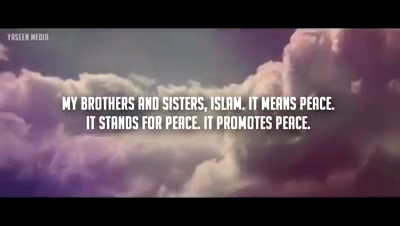 YASEEN MEDIA
MY BROTHERS AND SISTERS, ISLAM. IT MEANS PEACE.
IT STANDS FOR PEACE. IT PROMOTES PEACE.